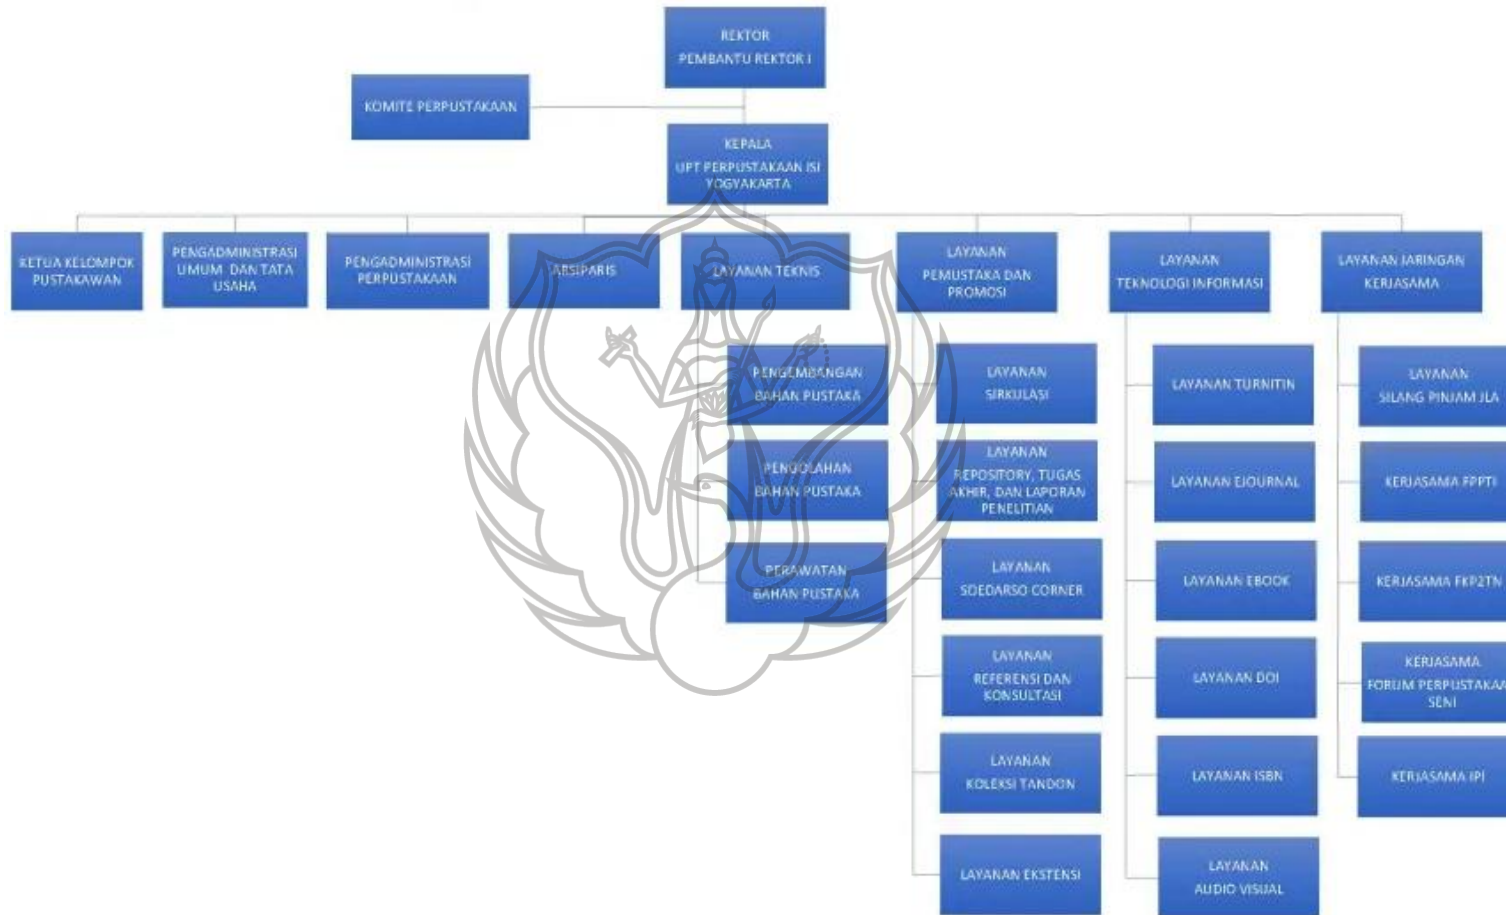 REKTOR
PEMBANTU REKTOR I
KOMITE PERPUSTAKAAN
KEPALA
UPT PERPUSTAKAAN ISI
YOGYAKARTA
KETUA KELOMPOK
PUSTAKAWAN
PENGADMINISTRASI
UMUM DAN TATA
USAHA
PENGADMINISTRASI
PERPUSTAKAAN
ARSIPARIS
LAYANAN TEKNIS
LAYANAN
PEMUSTAKA DAN
PROMOSI
LAYANAN
TEKNOLOGI INFORMASI
LAYANAN JARINGAN
KERJASAMA
PENGEMBANGAN
BAHAN PUSTAKA
PENGOLAHAN
BAHAN PUSTAKA
PERAWATAN
BAHAN PUSTAKA
LAYANAN
SIRKULASI
LAYANAN
REPOSITORY, TUGAS
AKHIR, DAN LAPORAN
PENELITIAN
LAYANAN
SOEDARSO CORNER
LAYANAN
REFERENSI DAN
KONSULTASI
LAYANAN
KOLEKSI TANDON
LAYANAN EKSTENSI
LAYANAN TURNITIN
LAYANAN EJOURNAL
LAYANAN EBOOK
LAYANAN DOI
LAYANAN ISBN
LAYANAN
AUDIO VISUAL
LAYANAN
SILANG PINJAM JLA
KERJASAMA FPPTI
KERJASAMA FKP2TN
KERJASAMA
FORUM PERPUSTAKAA
SENI
KERJASAMA IPI